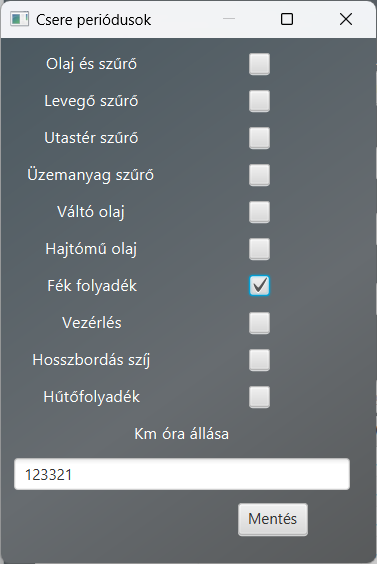 Csere periódusok
Olaj és szűrő
Levegő szűrő
Utastér szűrő
Üzemanyag szűrő
Váltó olaj
Hajtómű olaj
Fék folyadék
Vezérlés
Hosszbordás szíj
Hűtőfolyadék
Km óra állása
123321
Mentés